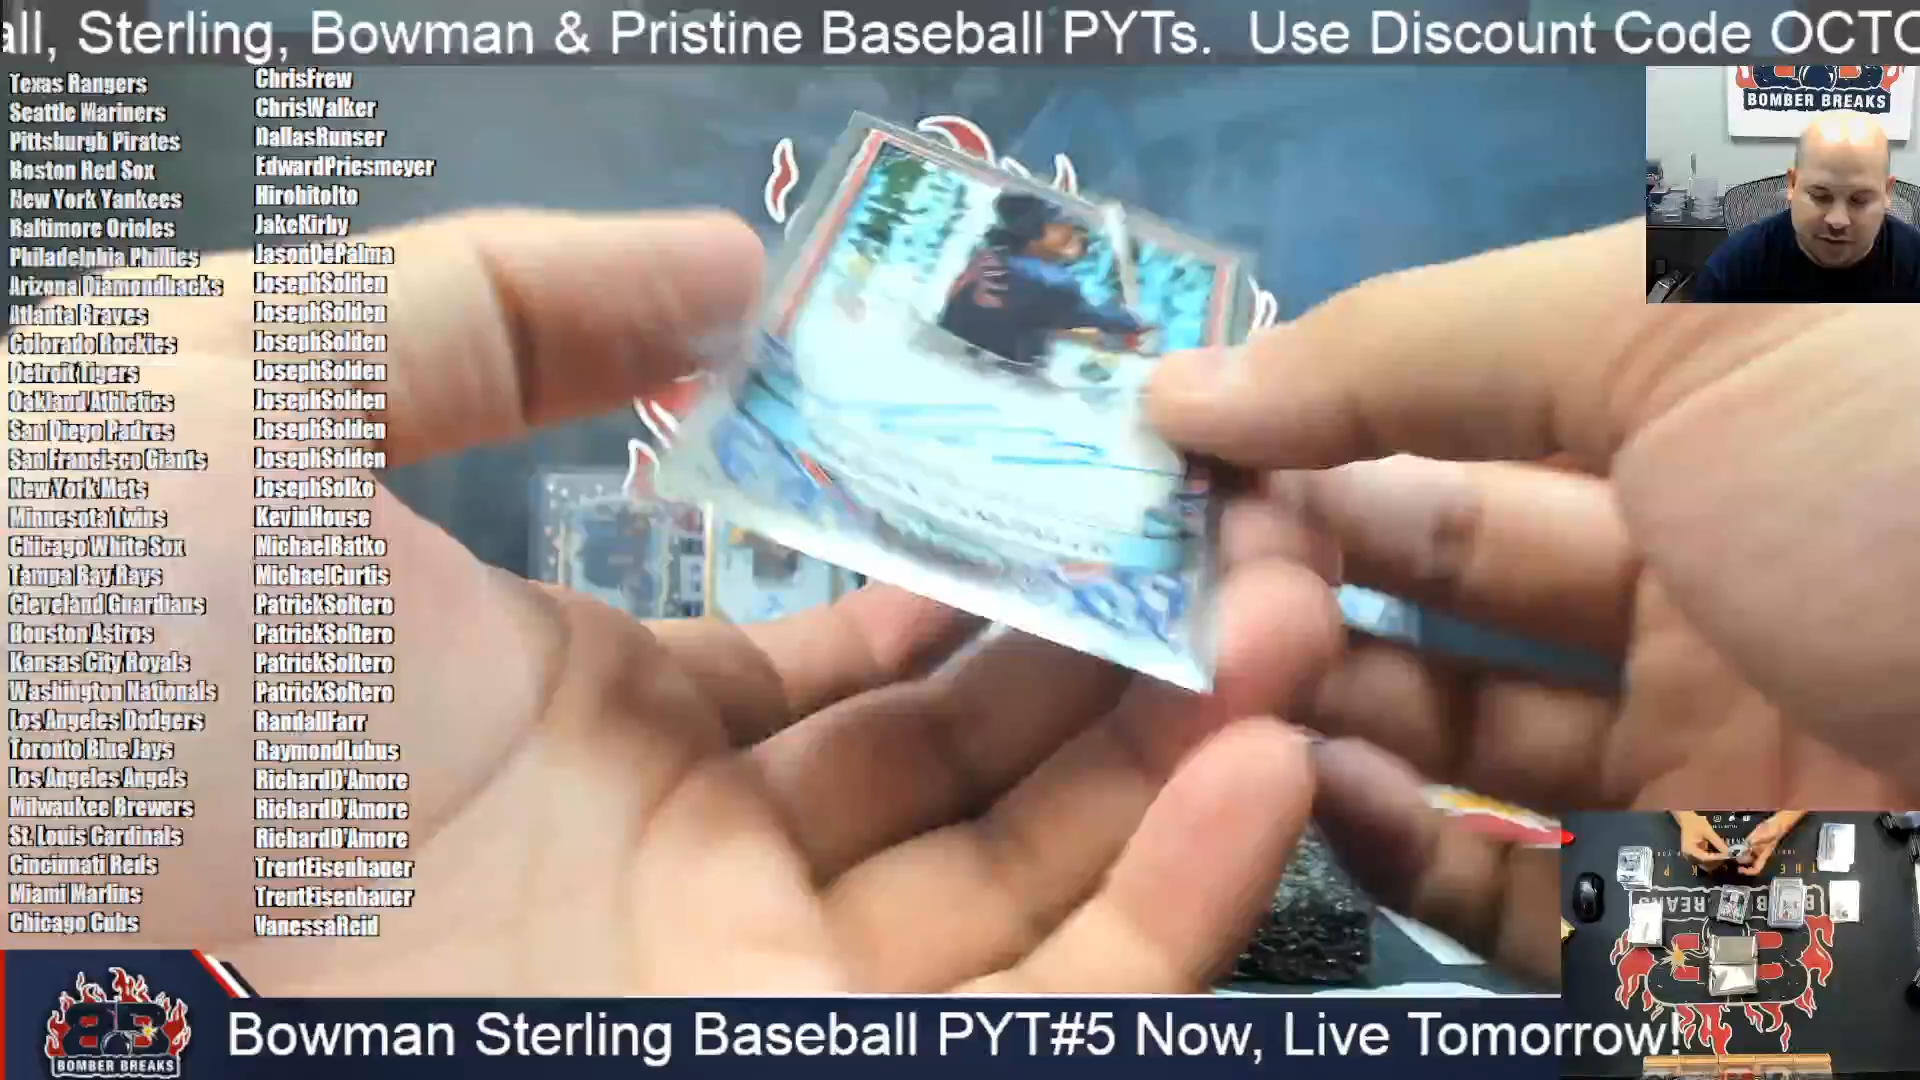 all, Sterling, Bowman & Pristine Baseball PYTs. Use Discount Code OCTO
Texas Rangers ChrisFrew
Seattle Mariners ChrisWalker
Pittsburgh Pirates DallasRunser
Boston Red Sox EdwardPriesmeyer
New York Yankees HirohitoIto
Baltimore Orioles JakeKirby
Philadelphia Phillies JasonDePalma
Arizona Diamondbacks JosephSolden
Atlanta Braves JosephSolden
Colorado Rockies JosephSolden
Detroit Tigers JosephSolden
Oakland Athletics JosephSolden
San Diego Padres JosephSolden
San Francisco Giants JosephSolden
New York Mets JosephSolko
Minnesota Twins KevinHouse
Chicago White Sox MichaelBatko
Tampa Bay Rays MichaelCurtis
Cleveland Guardians PatrickSoltero
Houston Astros PatrickSoltero
Kansas City Royals PatrickSoltero
Washington Nationals PatrickSoltero
Los Angeles Dodgers RandallFarr
Toronto Blue Jays RaymondLubus
Los Angeles Angels RichardD'Amore
Milwaukee Brewers RichardD'Amore
St. Louis Cardinals RichardD'Amore
Cincinnati Reds TrentEisenhauer
Miami Marlins TrentEisenhauer
Chicago Cubs VanessaReid
BOMBER BREAKS
BB
BOMBER BREAKS
Bowman Sterling Baseball PYT#5 Now, Live Tomorrow!